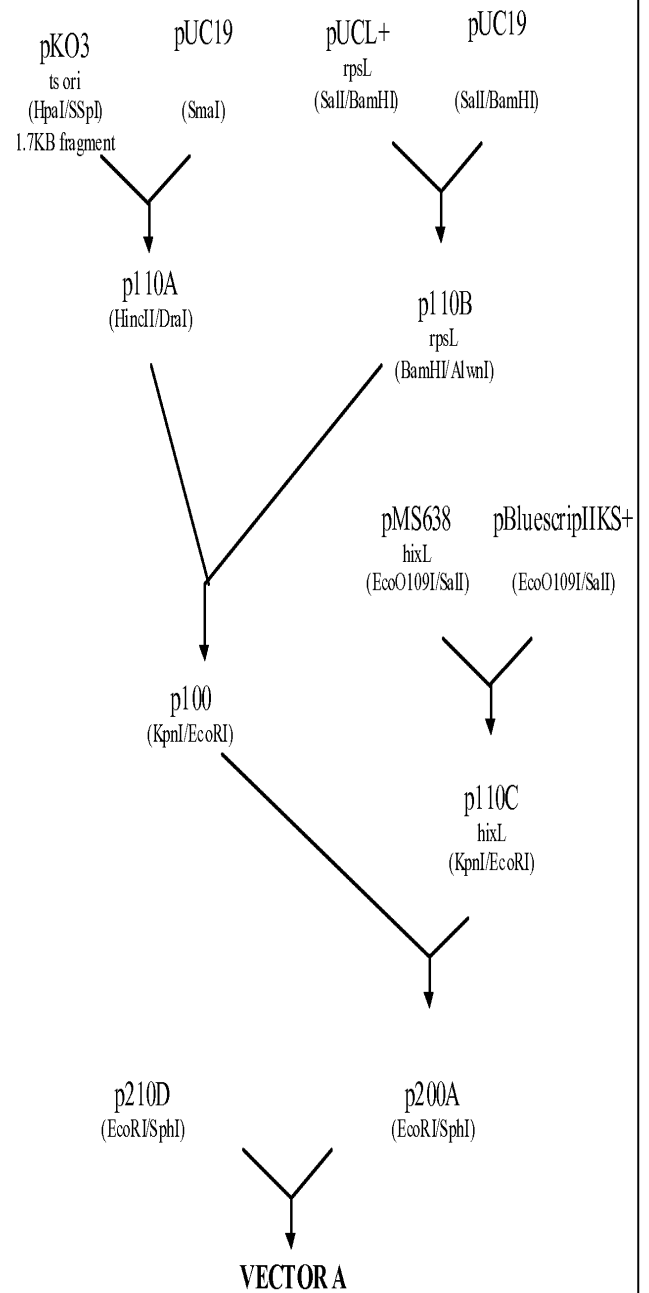 pKO3
ts ori
(HpaI/SSpI)
1.7KB fragment
pUC19
(SmaI)
pUCL+
rpsL
(SalI/BamHI)
pUC19
(SalI/BamHI)
p110A
(HincII/DraI)
p110B
rpsL
(BamHI/AlwnI)
pMS638
hixL
(EcoO109I/SalI)
pBluescripIIKS+
(EcoO109I/SalI)
p100
(KpnI/EcoRI)
p110C
hixL
(KpnI/EcoRI)
p210D
(EcoRI/SphI)
p200A
(EcoRI/SphI)
VECTOR A